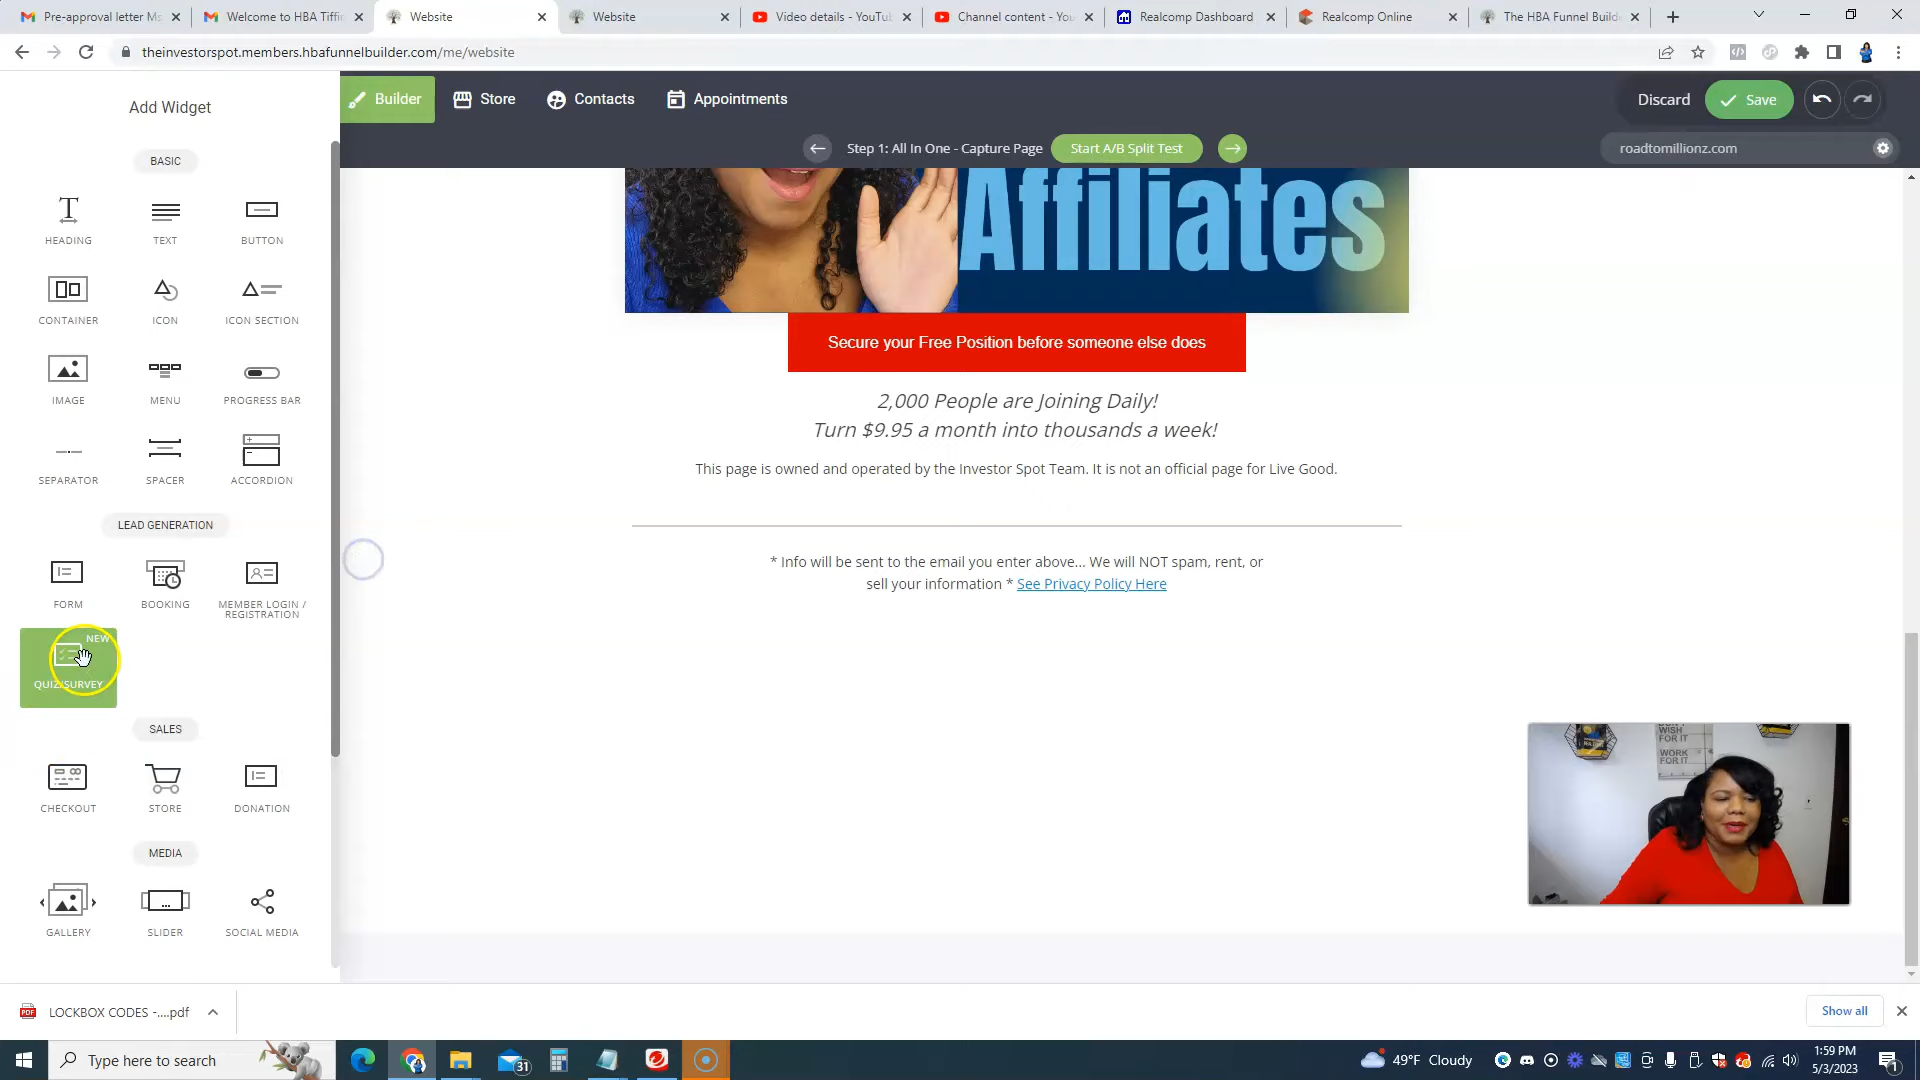 Pre-approval letter Ms
Welcome to HBA Tiffi
Website
Website
Video details - YouTu
Channel content - You
Realcomp Dashboard
Realcomp Online
The HBA Funnel Builde
theinvestorspot.members.hbafunnelbuilder.com/me/website
Add Widget
Builder
Store
Contacts
Appointments
Discard
Save
Step 1: All In One - Capture Page
Start A/B Split Test
roadtomillionz.com
BASIC
HEADING
TEXT
BUTTON
CONTAINER
ICON
ICON SECTION
IMAGE
MENU
PROGRESS BAR
SEPARATOR
SPACER
ACCORDION
LEAD GENERATION
FORM
BOOKING
MEMBER LOGIN /
REGISTRATION
NEW
QUIZ/SURVEY
SALES
CHECKOUT
STORE
DONATION
MEDIA
GALLERY
SLIDER
SOCIAL MEDIA
Affiliates
Secure your Free Position before someone else does
2,000 People are Joining Daily!
Turn $9.95 a month into thousands a week!
This page is owned and operated by the Investor Spot Team. It is not an official page for Live Good.
* Info will be sent to the email you enter above... We will NOT spam, rent, or
sell your information * See Privacy Policy Here
WISH
FOR IT
WORK
FOR IT
LOCKBOX CODES -....pdf
Show all
Type here to search
31
49°F Cloudy
1:59 PM
5/3/2023
1